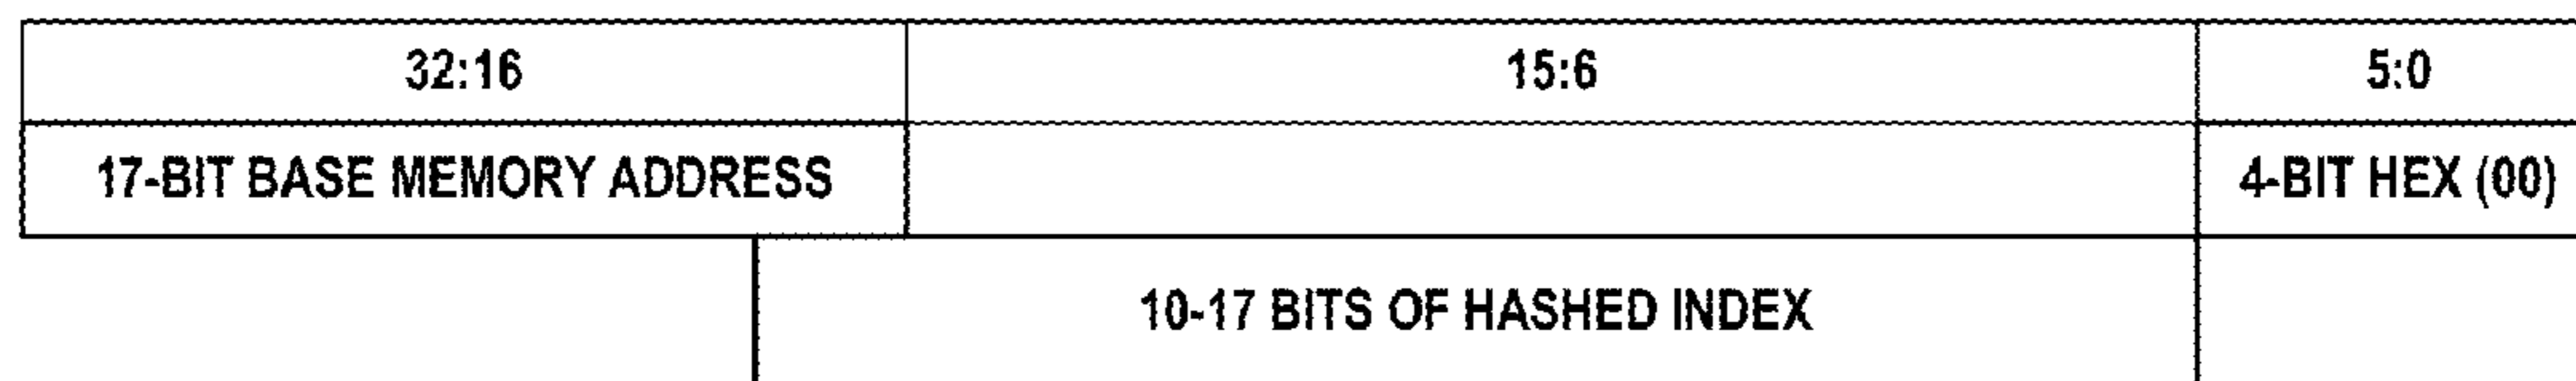 32:16 15:6 5:0
17-BIT BASE MEMORY ADDRESS 4-BIT HEX (00)
10-17 BITS OF HASHED INDEX